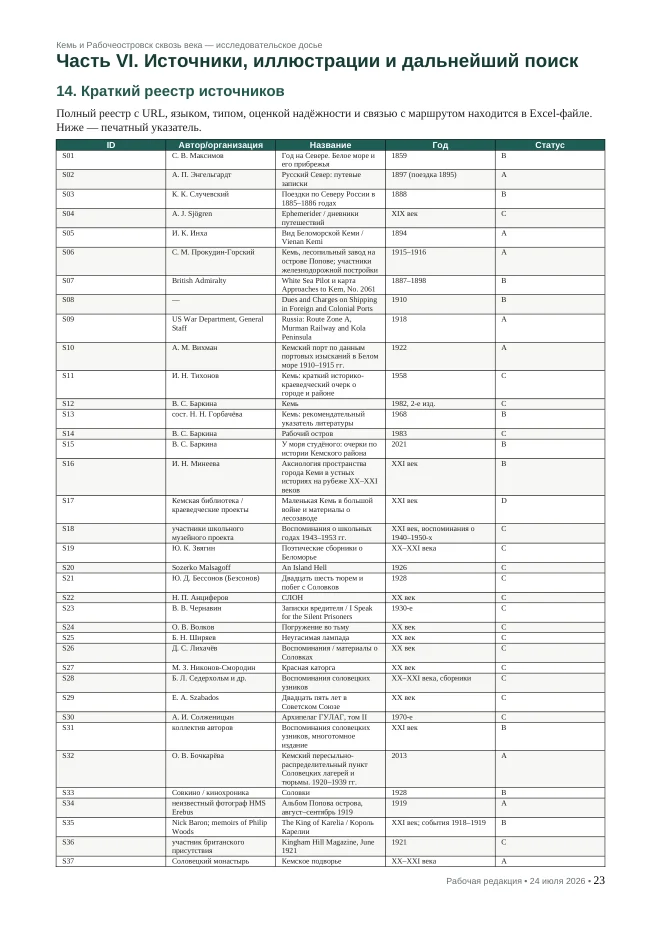 Кемь и Рабочеостровск сквозь века — исследовательское досье
Часть VI. Источники, иллюстрации и дальнейший поиск
14. Краткий реестр источников
Полный реестр с URL, языком, типом, оценкой надёжности и связью с маршрутом находится в Excel-файле.
Ниже — печатный указатель.
ID Автор/организация Название Год Статус
S01 С. В. Максимов Год на Севере. Белое море и 1859 B
его прибрежья
S02 А. П. Энгельгардт Русский Север: путевые 1897 (поездка 1895) A
записки
S03 К. К. Случевский Поездки по Северу России в 1888 B
1885–1886 годах
S04 A. J. Sjögren Ephemerider / дневники XIX век C
путешествий
S05 И. К. Инха Вид Беломорской Кеми / 1894 A
Vienan Kemi
S06 С. М. Прокудин-Горский Кемь, лесопильный завод на 1915–1916 A
острове Попове; участники
железнодорожной постройки
S07 British Admiralty White Sea Pilot и карта 1887–1898 B
Approaches to Kem, No. 2061
S08 — Dues and Charges on Shipping 1910 B
in Foreign and Colonial Ports
S09 US War Department, General Russia: Route Zone A, 1918 A
Staff Murman Railway and Kola
Peninsula
S10 А. М. Вихман Кемский порт по данным 1922 A
портовых изысканий в Белом
море 1910–1915 гг.
S11 И. Н. Тихонов Кемь: краткий историко- 1958 C
краеведческий очерк о
городе и районе
S12 В. С. Баркина Кемь 1982, 2-е изд. C
S13 сост. Н. Н. Горбачёва Кемь: рекомендательный 1968 B
указатель литературы
S14 В. С. Баркина Рабочий остров 1983 C
S15 В. С. Баркина У моря студёного: очерки по 2021 B
истории Кемского района
S16 И. Н. Минеева Аксиология пространства XXI век B
города Кеми в устных
историях на рубеже XX–XXI
веков
S17 Кемская библиотека / Маленькая Кемь в большой XXI век D
краеведческие проекты войне и материалы о
лесозаводе
S18 участники школьного Воспоминания о школьных XXI век, воспоминания о C
музейного проекта годах 1943–1953 гг. 1940–1950-х
S19 Ю. К. Звягин Поэтические сборники о XX–XXI века C
Беломорье
S20 Sozerko Malsagoff An Island Hell 1926 C
S21 Ю. Д. Бессонов (Безсонов) Двадцать шесть тюрем и 1928 C
побег с Соловков
S22 Н. П. Анциферов СЛОН XX век C
S23 В. В. Чернавин Записки вредителя / I Speak 1930-е C
for the Silent Prisoners
S24 О. В. Волков Погружение во тьму XX век C
S25 Б. Н. Ширяев Неугасимая лампада XX век C
S26 Д. С. Лихачёв Воспоминания / материалы о XX век C
Соловках
S27 М. З. Никонов-Смородин Красная каторга XX век C
S28 Б. Л. Седерхольм и др. Воспоминания соловецких XX–XXI века, сборники C
узников
S29 E. A. Szabados Двадцать пять лет в XX век C
Советском Союзе
S30 А. И. Солженицын Архипелаг ГУЛАГ, том II 1970-е C
S31 коллектив авторов Воспоминания соловецких XXI век B
узников, многотомное
издание
S32 О. В. Бочкарёва Кемский пересыльно- 2013 A
распределительный пункт
Соловецких лагерей и
тюрьмы. 1920–1939 гг.
S33 Совкино / кинохроника Соловки 1928 B
S34 неизвестный фотограф HMS Альбом Попова острова, 1919 A
Erebus август–сентябрь 1919
S35 Nick Baron; memoirs of Philip The King of Karelia / Король XXI век; события 1918–1919 B
Woods Карелии
S36 участник британского Kingham Hill Magazine, June 1921 C
присутствия 1921
S37 Соловецкий монастырь Кемское подворье XX–XXI века A
Рабочая редакция • 24 июля 2026 • 23